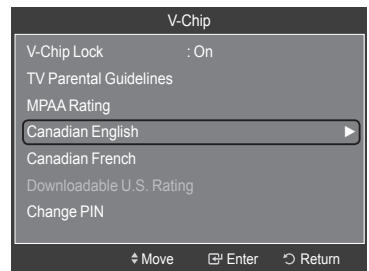 V-Chip
V-Chip Lock : On
TV Parental Guidelines
MPAA Rating
Canadian English
Canadian French
Downloadable U.S. Rating
Change PIN
Move Enter Return